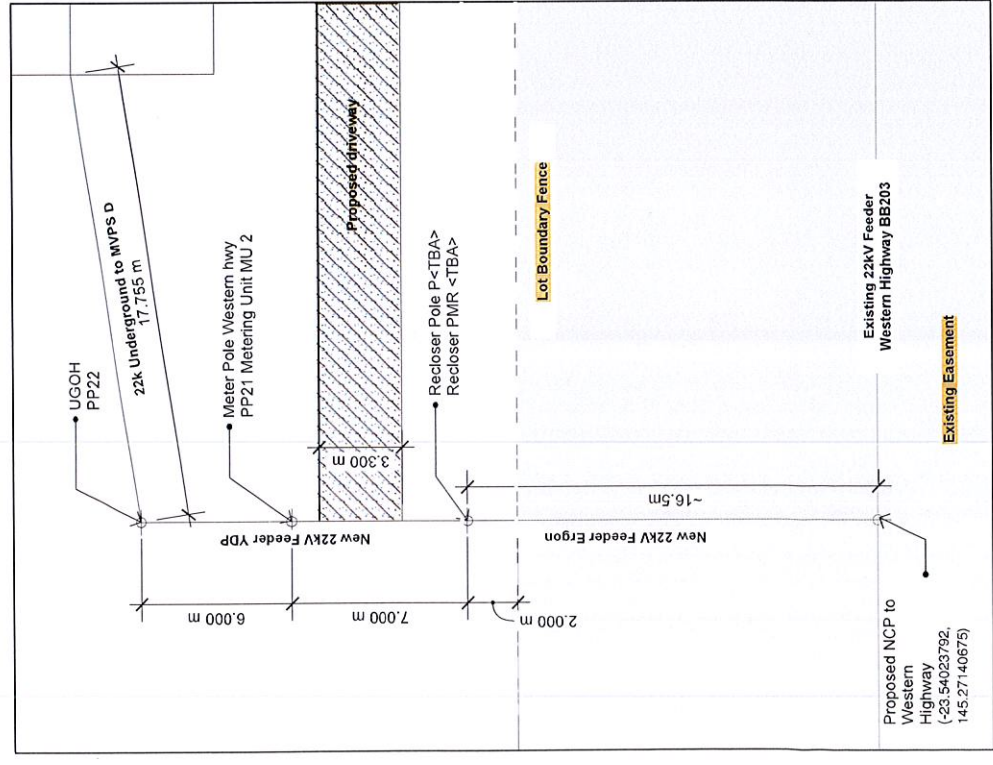 22k Underground to MVPS D
17.755 m
UGOH
PP22
Meter Pole Western hwy
PP21 Metering Unit MU 2
Proposed driveway
3.300 m
6.000 m
New 22kV Feeder YDP
7.000 m
Recloser Pole P<TBA>
Recloser PMR <TBA>
Lot Boundary Fence
2.000 m
New 22kV Feeder Ergon
~16.5m
Existing 22kV Feeder
Western Highway BB203
Existing Easement
Proposed NCP to
Western
Highway
(-23.54023792,
145.27140675)